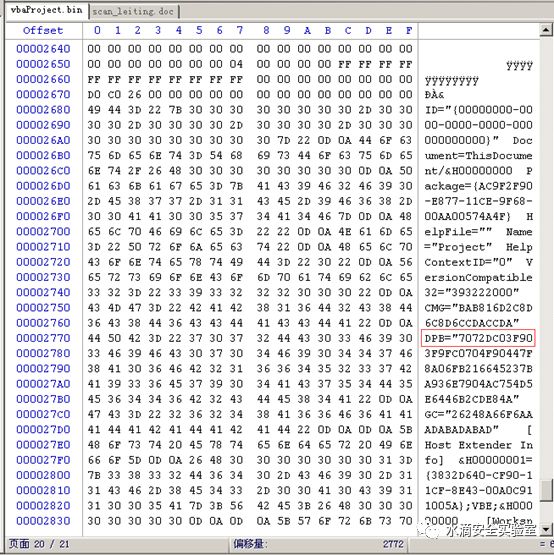 vbaProject.bin scan_leiting.doc
Offset 0 1 2 3 4 5 6 7 8 9 A B C D E F
00002640 00 00 00 00 00 00 00 00 00 00 00 00 00 00 00 00
00002650 00 00 00 00 00 00 00 04 00 00 00 00 FF FF FF FF ÿÿÿÿ
00002660 FF FF FF FF FF FF FF FF 00 00 00 00 00 00 00 00 ÿÿÿÿÿÿÿÿ
00002670 D0 C0 26 00 00 00 00 00 00 00 00 00 00 00 00 00 ÐÀ&
00002680 49 44 3D 22 7B 30 30 30 30 30 30 30 30 2D 30 30 ID="{00000000-00
00002690 30 30 2D 30 30 30 30 2D 30 30 30 30 2D 30 30 30 00-0000-0000-000
000026A0 30 30 30 30 30 30 30 30 30 7D 22 0D 0A 44 6F 63 000000000}" Doc
000026B0 75 6D 65 6E 74 3D 54 68 69 73 44 6F 63 75 6D 65 ument=ThisDocume
000026C0 6E 74 2F 26 48 30 30 30 30 30 30 30 30 0D 0A 50 nt/&H00000000 P
000026D0 61 63 6B 61 67 65 3D 7B 41 43 39 46 32 46 39 30 ackage={AC9F2F90
000026E0 2D 45 38 37 37 2D 31 31 43 45 2D 39 46 36 38 2D -E877-11CE-9F68-
000026F0 30 30 41 41 30 30 35 37 34 41 34 46 7D 0D 0A 48 00AA00574A4F} H
00002700 65 6C 70 46 69 6C 65 3D 22 22 0D 0A 4E 61 6D 65 elpFile="" Name
00002710 3D 22 50 72 6F 6A 65 63 74 22 0D 0A 48 65 6C 70 ="Project" Help
00002720 43 6F 6E 74 65 78 74 49 44 3D 22 30 22 0D 0A 56 ContextID="0" V
00002730 65 72 73 69 6F 6E 43 6F 6D 70 61 74 69 62 6C 65 ersionCompatible
00002740 33 32 3D 22 33 39 33 32 32 32 30 30 30 22 0D 0A 32="393222000"
00002750 43 4D 47 3D 22 42 41 42 38 31 36 44 32 43 38 44 CMG="BAB816D2C8D
00002760 36 43 38 44 36 43 43 44 41 43 43 44 41 22 0D 0A 6C8D6CCDACCDA"
00002770 44 50 42 3D 22 37 30 37 32 44 43 30 33 46 39 30 DPB="7072DC03F90
00002780 33 46 39 46 43 30 37 30 34 46 39 30 34 34 37 46 3F9FC0704F90447F
00002790 38 41 30 36 46 42 32 31 36 36 34 35 32 33 37 42 8A06FB216645237B
000027A0 41 39 33 36 45 37 39 30 34 41 43 37 35 34 44 35 A936E7904AC754D5
000027B0 45 36 34 34 36 42 32 43 44 45 38 34 41 22 0D 0A E6446B2CDE84A"
000027C0 47 43 3D 22 32 36 32 34 38 41 36 36 46 36 41 41 GC="26248A66F6AA
000027D0 41 44 41 42 41 44 41 42 41 44 22 0D 0A 0D 0A 5B ADABADABAD" [
000027E0 48 6F 73 74 20 45 78 74 65 6E 64 65 72 20 49 6E Host Extender In
000027F0 66 6F 5D 0D 0A 26 48 30 30 30 30 30 30 30 31 3D fo] &H00000001=
00002800 7B 33 38 33 32 44 36 34 30 2D 43 46 39 30 2D 31 {3832D640-CF90-1
00002810 31 43 46 2D 38 45 34 33 2D 30 30 41 30 43 39 31 1CF-8E43-00A0C91
00002820 31 30 30 35 41 7D 3B 56 42 45 3B 26 48 30 30 30 1005A};VBE;&H000
00002830 30 30 30 30 30 0D 0A 0D 0A 5B 57 6F 72 6B 73 70 00000 [Worksp
页面 20 / 21 偏移量: 2772 = 6
水滴安全实验室